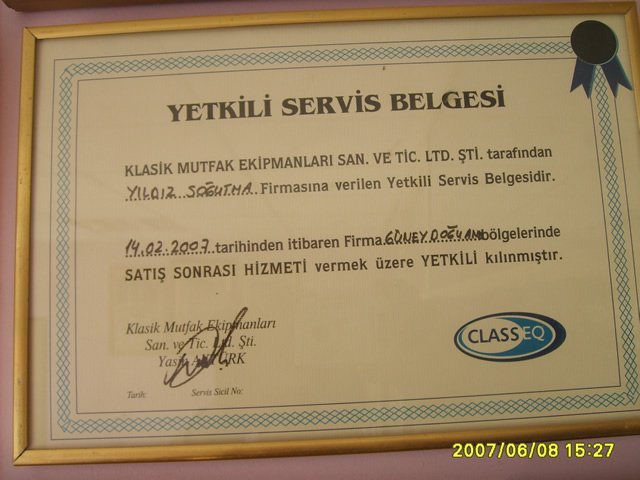 YETKİLİ SERVİS BELGESİ
KLASİK MUTFAK EKİPMANLARI SAN. VE TİC. LTD. ŞTİ. tarafından
YILDIZ SOĞUTMA Firmasına verilen Yetkili Servis Belgesidir.
14.02.2007 tarihinden itibaren Firma GÜNEYDOĞU bölgelerinde
SATIŞ SONRASI HİZMETİ vermek üzere YETKİLİ kılınmıştır.
Klasik Mutfak Ekipmanları
San. ve Tic. Ltd. Şti.
CLASSEQ
Tarih: Servis Sicil No:
2007/06/08 15:27